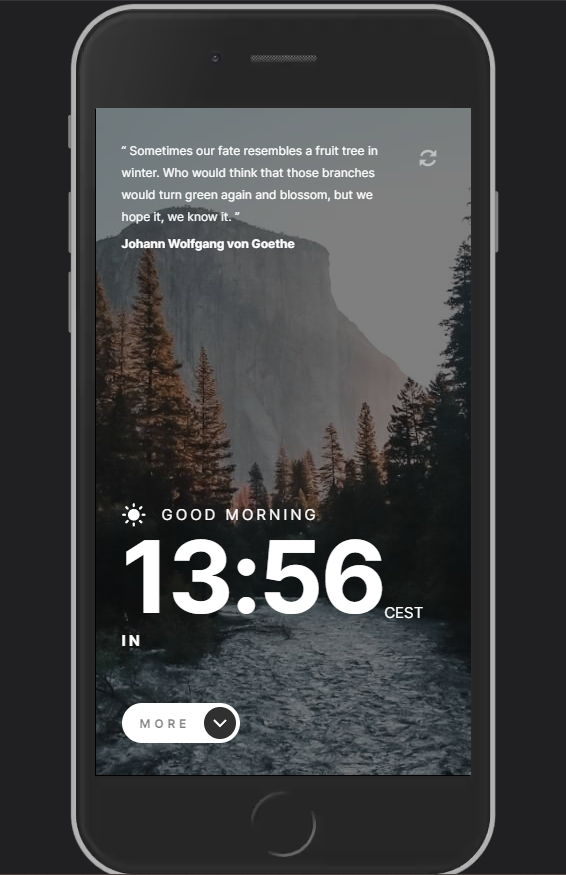 “ Sometimes our fate resembles a fruit tree in
winter. Who would think that those branches
would turn green again and blossom, but we
hope it, we know it. ”
Johann Wolfgang von Goethe
GOOD MORNING
13:56 CEST
IN
MORE